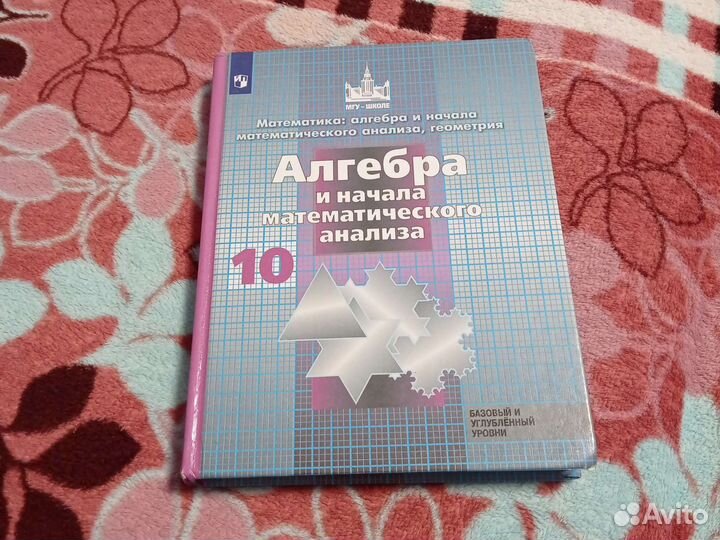 МГУ – ШКОЛЕ
Математика: алгебра и начала
математического анализа, геометрия
Алгебра
и начала
математического
анализа
10
БАЗОВЫЙ И
УГЛУБЛЁННЫЙ
УРОВНИ
Avito